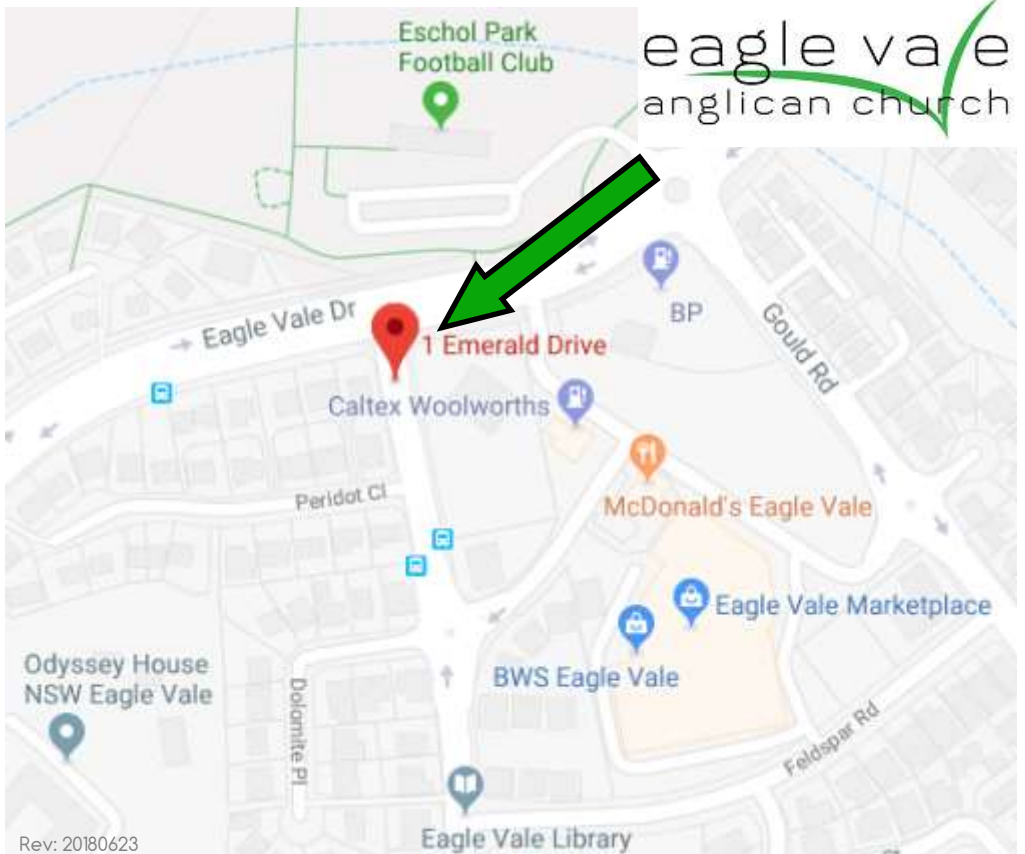 Eschol Park
Football Club
eagle vale
anglican church
Eagle Vale Dr
1 Emerald Drive
BP
Gould Rd
Caltex Woolworths
McDonald's Eagle Vale
Peridot Cl
Eagle Vale Marketplace
BWS Eagle Vale
Odyssey House
NSW Eagle Vale
Dolomite Pl
Feldspar Rd
Eagle Vale Library
Rev: 20180623